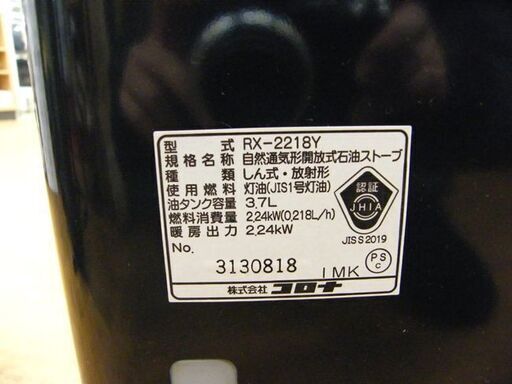 型 式 RX-2218Y
規格名称 自然通気形開放式石油ストーブ
種 類 しん式・放射形
使用燃料 灯油(JIS1号灯油)
油タンク容量 3.7L
燃料消費量 2.24kW(0.218L/h)
暖房出力 2.24kW
No.
3130818
1MK
認証
JHIA
JIS S2019
PS
C
株式会社 コロナ